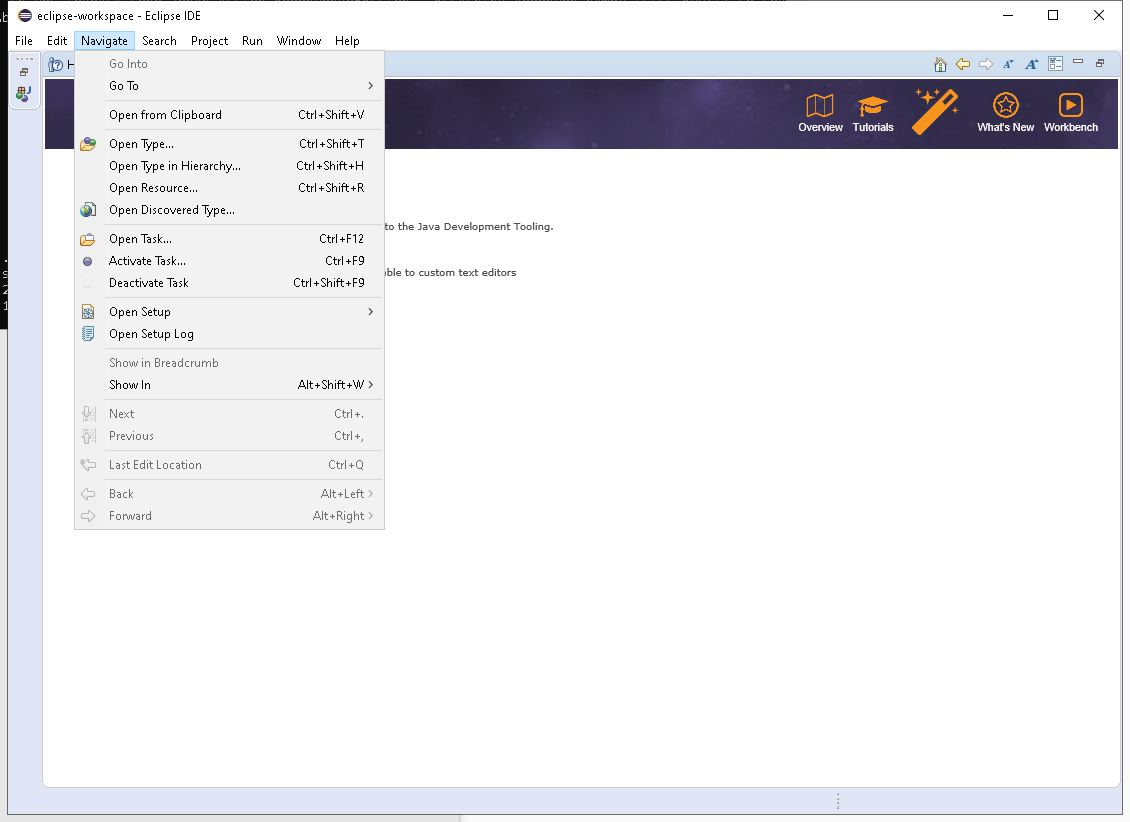 eclipse-workspace - Eclipse IDE
File Edit Navigate Search Project Run Window Help
Go Into
Go To
Open from Clipboard Ctrl+Shift+V
Open Type... Ctrl+Shift+T
Open Type in Hierarchy... Ctrl+Shift+H
Open Resource... Ctrl+Shift+R
Open Discovered Type...
Open Task... Ctrl+F12
Activate Task... Ctrl+F9
Deactivate Task Ctrl+Shift+F9
Open Setup
Open Setup Log
Show in Breadcrumb
Show In Alt+Shift+W
Next Ctrl+.
Previous Ctrl+,
Last Edit Location Ctrl+Q
Back Alt+Left
Forward Alt+Right
Overview Tutorials What's New Workbench
to the Java Development Tooling.
able to custom text editors